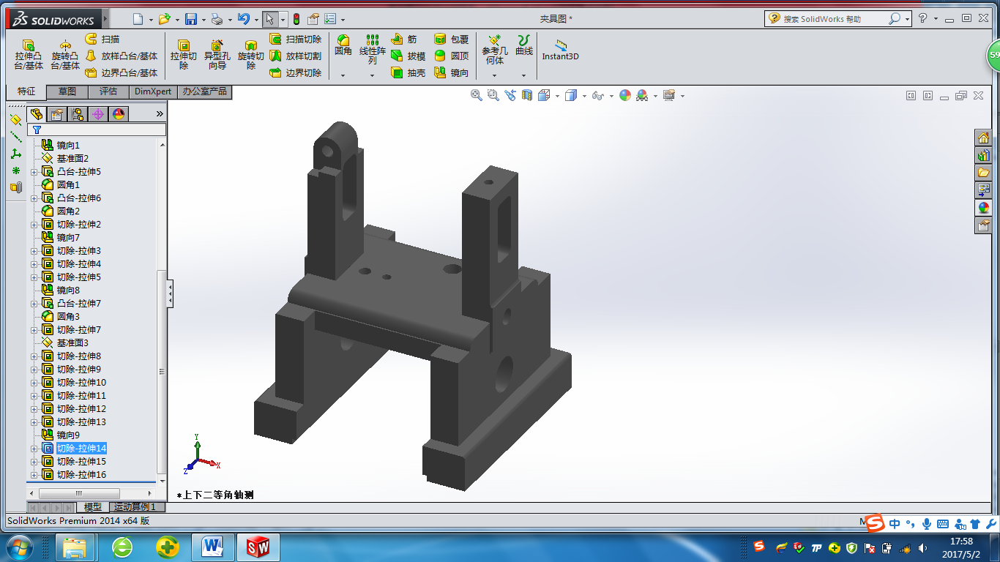 SOLIDWORKS
夹具图 *
搜索 SolidWorks 帮助
59
拉伸凸台/基体
旋转凸台/基体
扫描
放样凸台/基体
边界凸台/基体
拉伸切除
异型孔向导
旋转切除
扫描切除
放样切割
边界切除
圆角
线性阵列
筋
拔模
抽壳
包覆
圆顶
镜向
参考几何体
曲线
Instant3D
特征
草图
评估
DimXpert
办公室产品
镜向1
基准面2
凸台-拉伸5
圆角1
凸台-拉伸6
圆角2
切除-拉伸2
镜向7
切除-拉伸3
切除-拉伸4
切除-拉伸5
镜向8
凸台-拉伸7
圆角3
切除-拉伸7
基准面3
切除-拉伸8
切除-拉伸9
切除-拉伸10
切除-拉伸11
切除-拉伸12
切除-拉伸13
镜向9
切除-拉伸14
切除-拉伸15
切除-拉伸16
Y
X
Z
*上下二等角轴测
模型
运动算例 1
SolidWorks Premium 2014 x64 版
中
17:58
2017/5/2